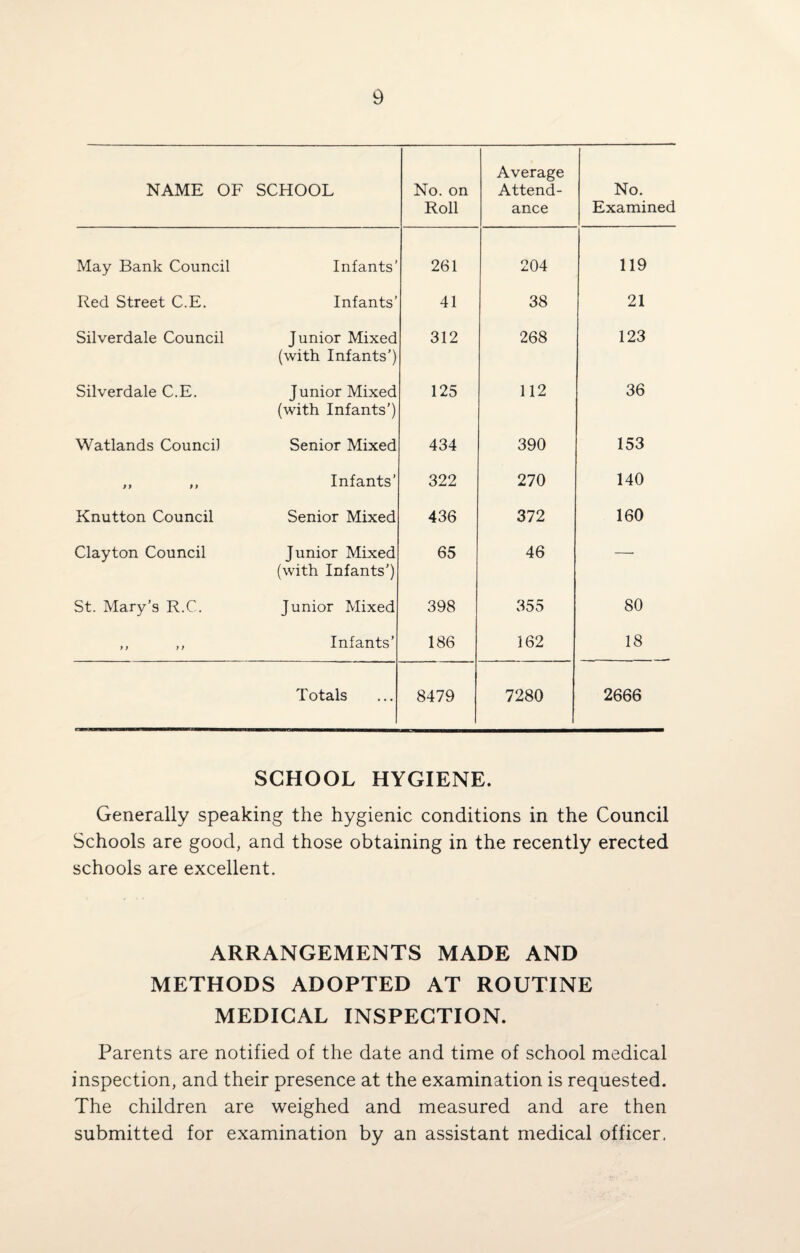 9
NAME OF SCHOOL No. on Roll Average Attend- ance No. Examined
May Bank Council Infants' 261 204 119
Red Street C.E. Infants' 41 38 21
Silverdale Council Junior Mixed 312 268 123
(with Infants')
Silverdale C.E. Junior Mixed 125 112 36
(with Infants')
Watlands Council Senior Mixed 434 390 153
,, ,, Infants' 322 270 140
Knutton Council Senior Mixed 436 372 160
Clayton Council Junior Mixed 65 46 —
(with Infants')
St. Mary's R.C. Junior Mixed 398 355 80
,, ,, Infants' 186 162 18
Totals ... 8479 7280 2666
SCHOOL HYGIENE.
Generally speaking the hygienic conditions in the Council
Schools are good, and those obtaining in the recently erected
schools are excellent.
ARRANGEMENTS MADE AND
METHODS ADOPTED AT ROUTINE
MEDICAL INSPECTION.
Parents are notified of the date and time of school medical
inspection, and their presence at the examination is requested.
The children are weighed and measured and are then
submitted for examination by an assistant medical officer.